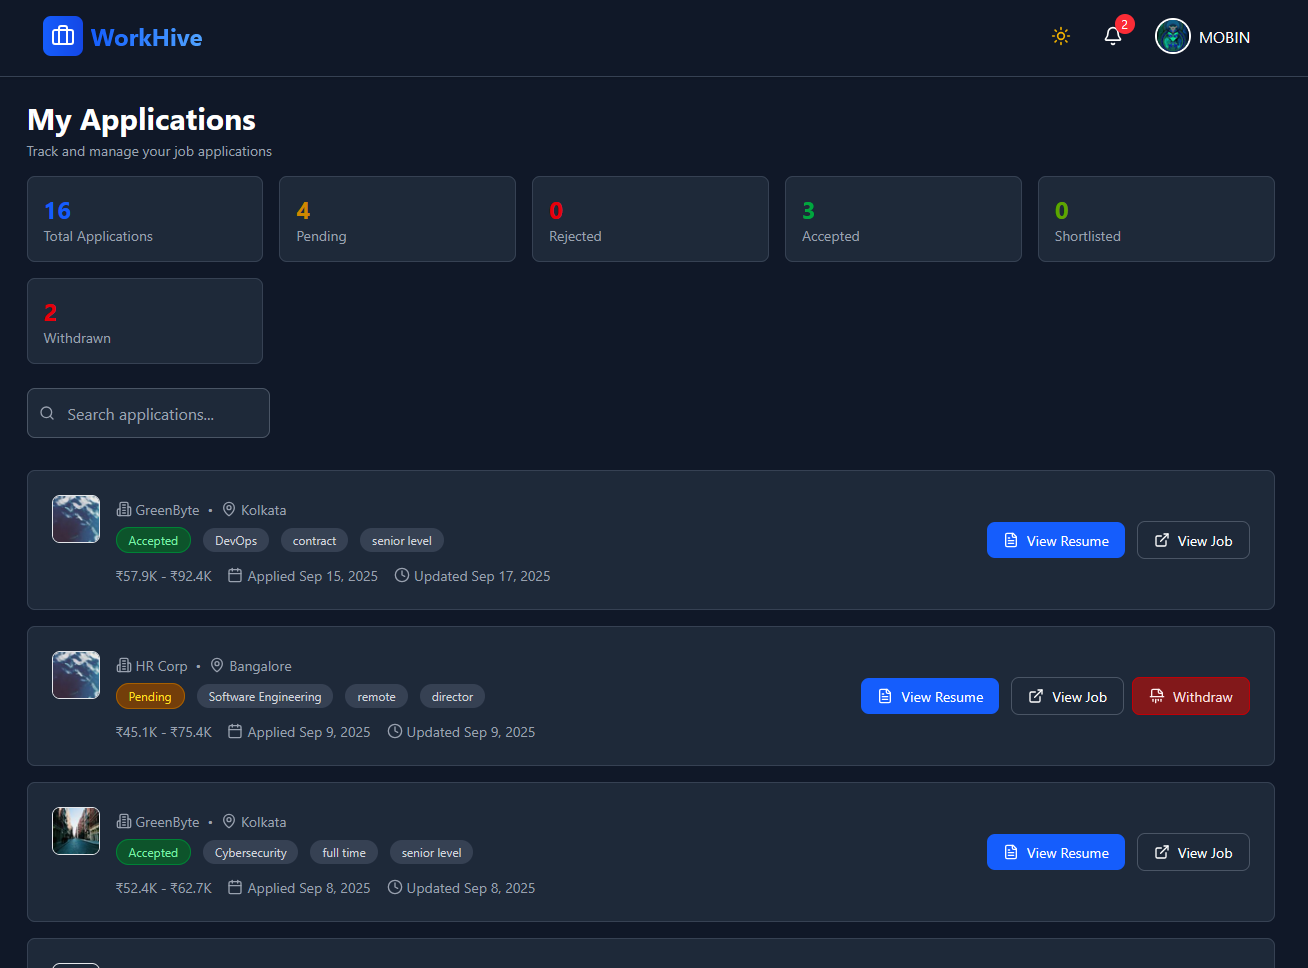 WorkHive
2
MOBIN
My Applications
Track and manage your job applications
16
Total Applications
4
Pending
0
Rejected
3
Accepted
0
Shortlisted
2
Withdrawn
Search applications...
GreenByte • Kolkata
Accepted DevOps contract senior level
₹57.9K - ₹92.4K Applied Sep 15, 2025 Updated Sep 17, 2025
View Resume View Job
HR Corp • Bangalore
Pending Software Engineering remote director
₹45.1K - ₹75.4K Applied Sep 9, 2025 Updated Sep 9, 2025
View Resume View Job Withdraw
GreenByte • Kolkata
Accepted Cybersecurity full time senior level
₹52.4K - ₹62.7K Applied Sep 8, 2025 Updated Sep 8, 2025
View Resume View Job